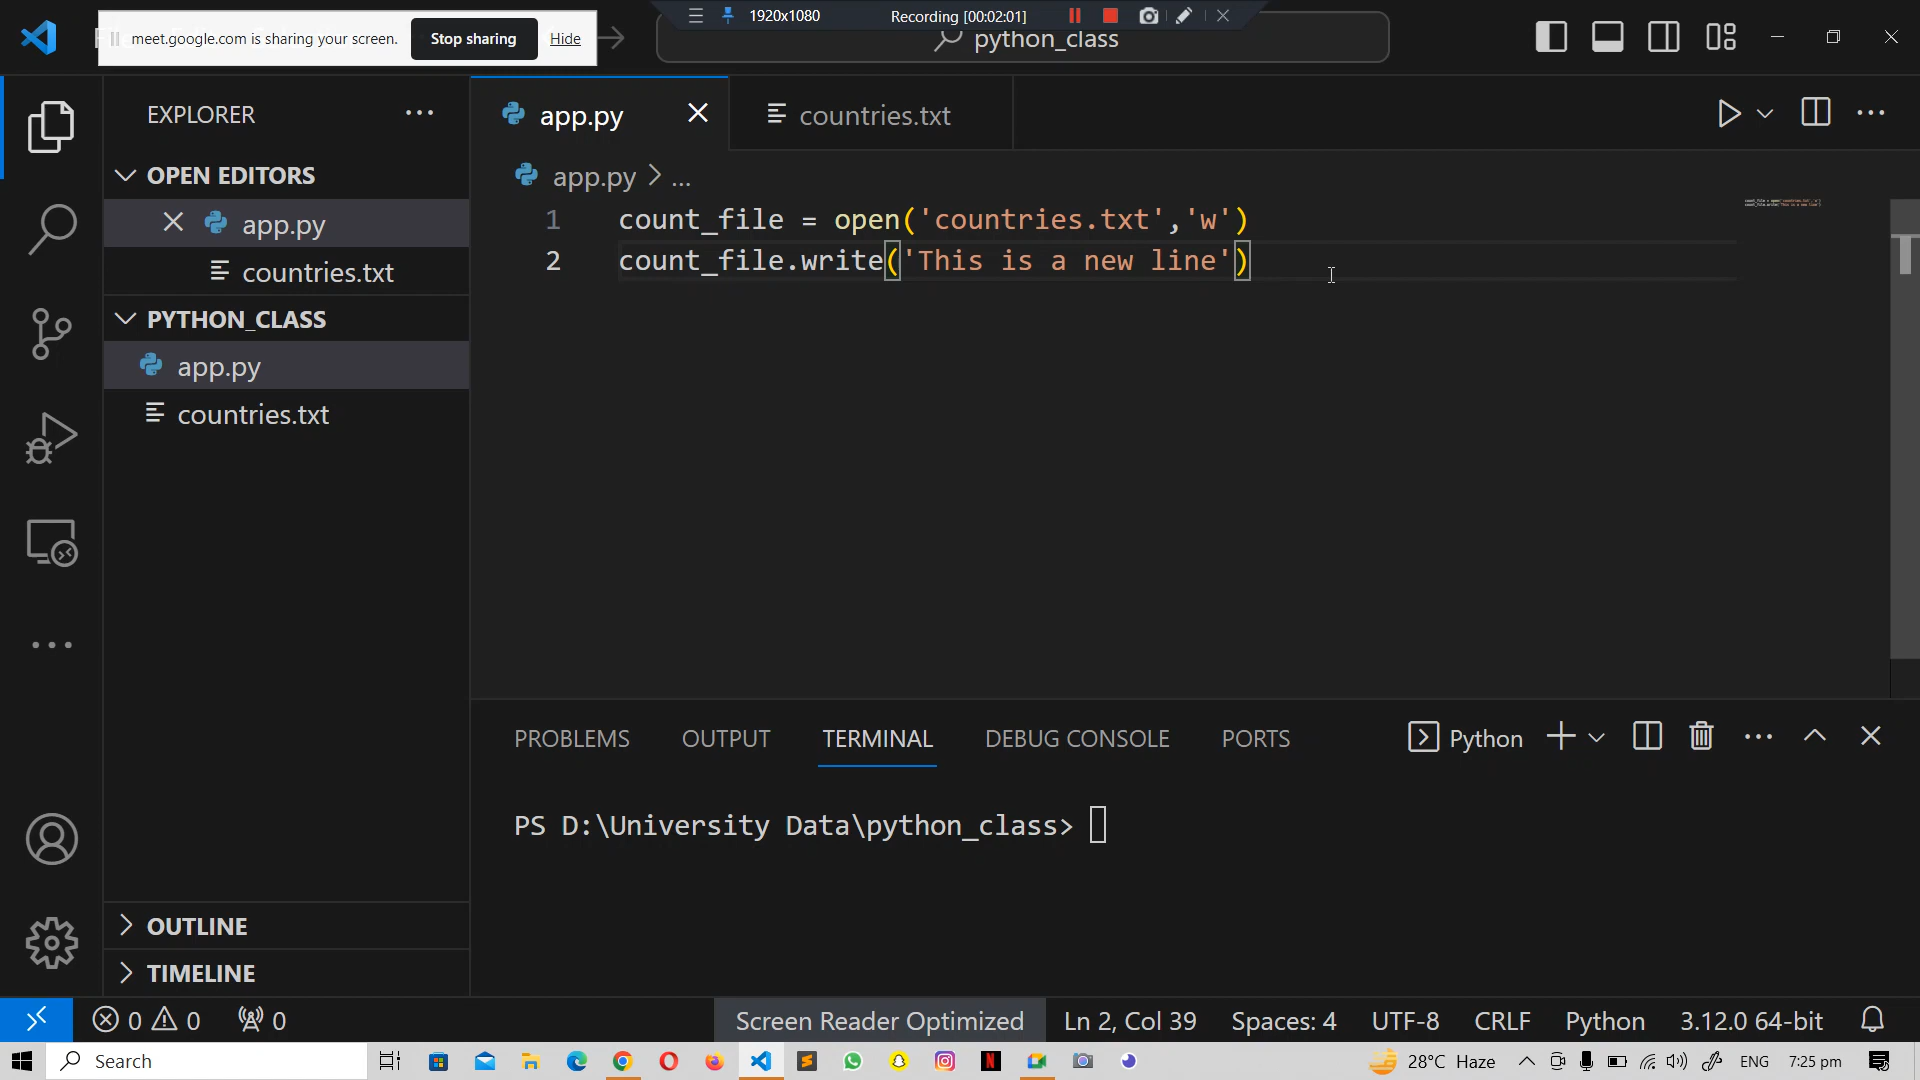 meet.google.com is sharing your screen. Stop sharing Hide
1920x1080 Recording [00:02:01]
python_class
EXPLORER
app.py
countries.txt
OPEN EDITORS
app.py
countries.txt
PYTHON_CLASS
app.py
countries.txt
OUTLINE
TIMELINE
app.py > ...
1 count_file = open('countries.txt','w')
2 count_file.write('This is a new line')
PROBLEMS OUTPUT TERMINAL DEBUG CONSOLE PORTS Python
PS D:\University Data\python_class>
0 0 0 Screen Reader Optimized Ln 2, Col 39 Spaces: 4 UTF-8 CRLF Python 3.12.0 64-bit
Search 28°C Haze ENG 7:25 pm